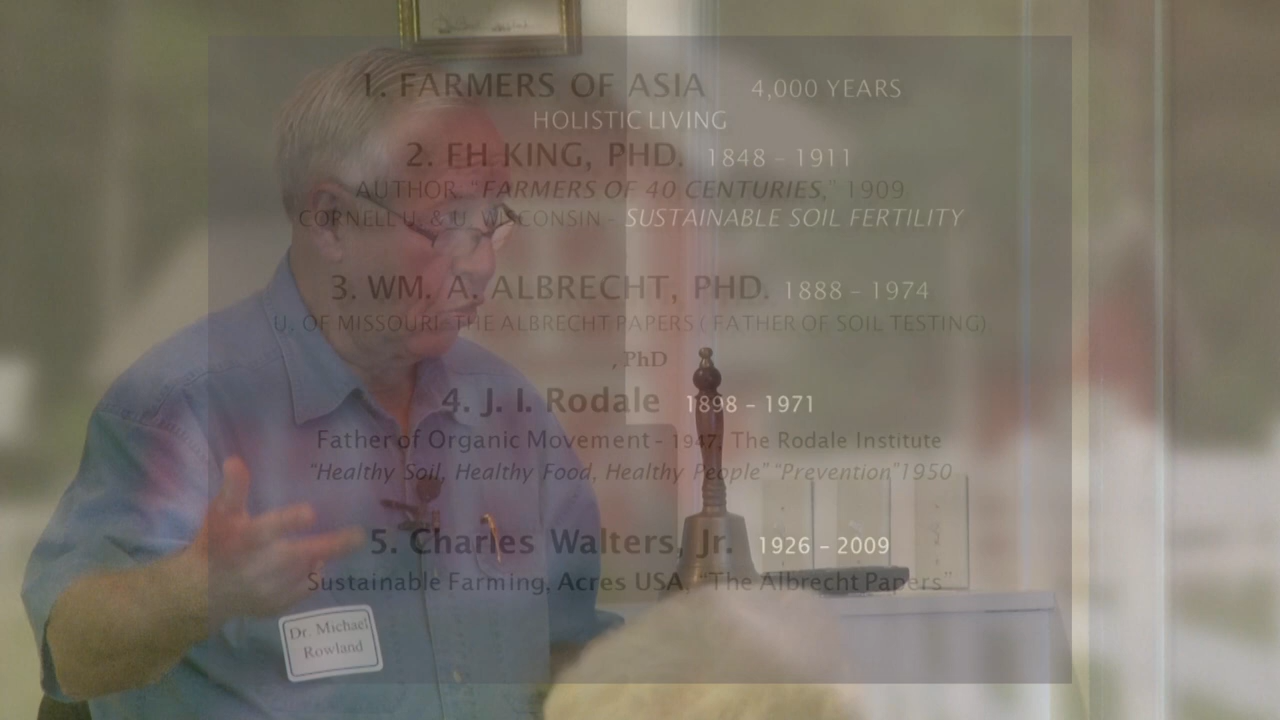 1. FARMERS OF ASIA 4,000 YEARS
HOLISTIC LIVING
2. FH KING, PHD. 1848 – 1911
AUTHOR, “FARMERS OF 40 CENTURIES,” 1909
CORNELL U. & U. WISCONSIN - SUSTAINABLE SOIL FERTILITY
3. WM. A. ALBRECHT, PHD. 1888 – 1974
U, OF MISSOURI, THE ALBRECHT PAPERS ( FATHER OF SOIL TESTING)
, PhD
4. J. I. Rodale 1898 – 1971
Father of Organic Movement - 1947, The Rodale Institute
“Healthy Soil, Healthy Food, Healthy People” “Prevention”1950
5. Charles Walters, Jr. 1926 – 2009
Sustainable Farming, Acres USA, “The Albrecht Papers”
Dr. Michael
Rowland